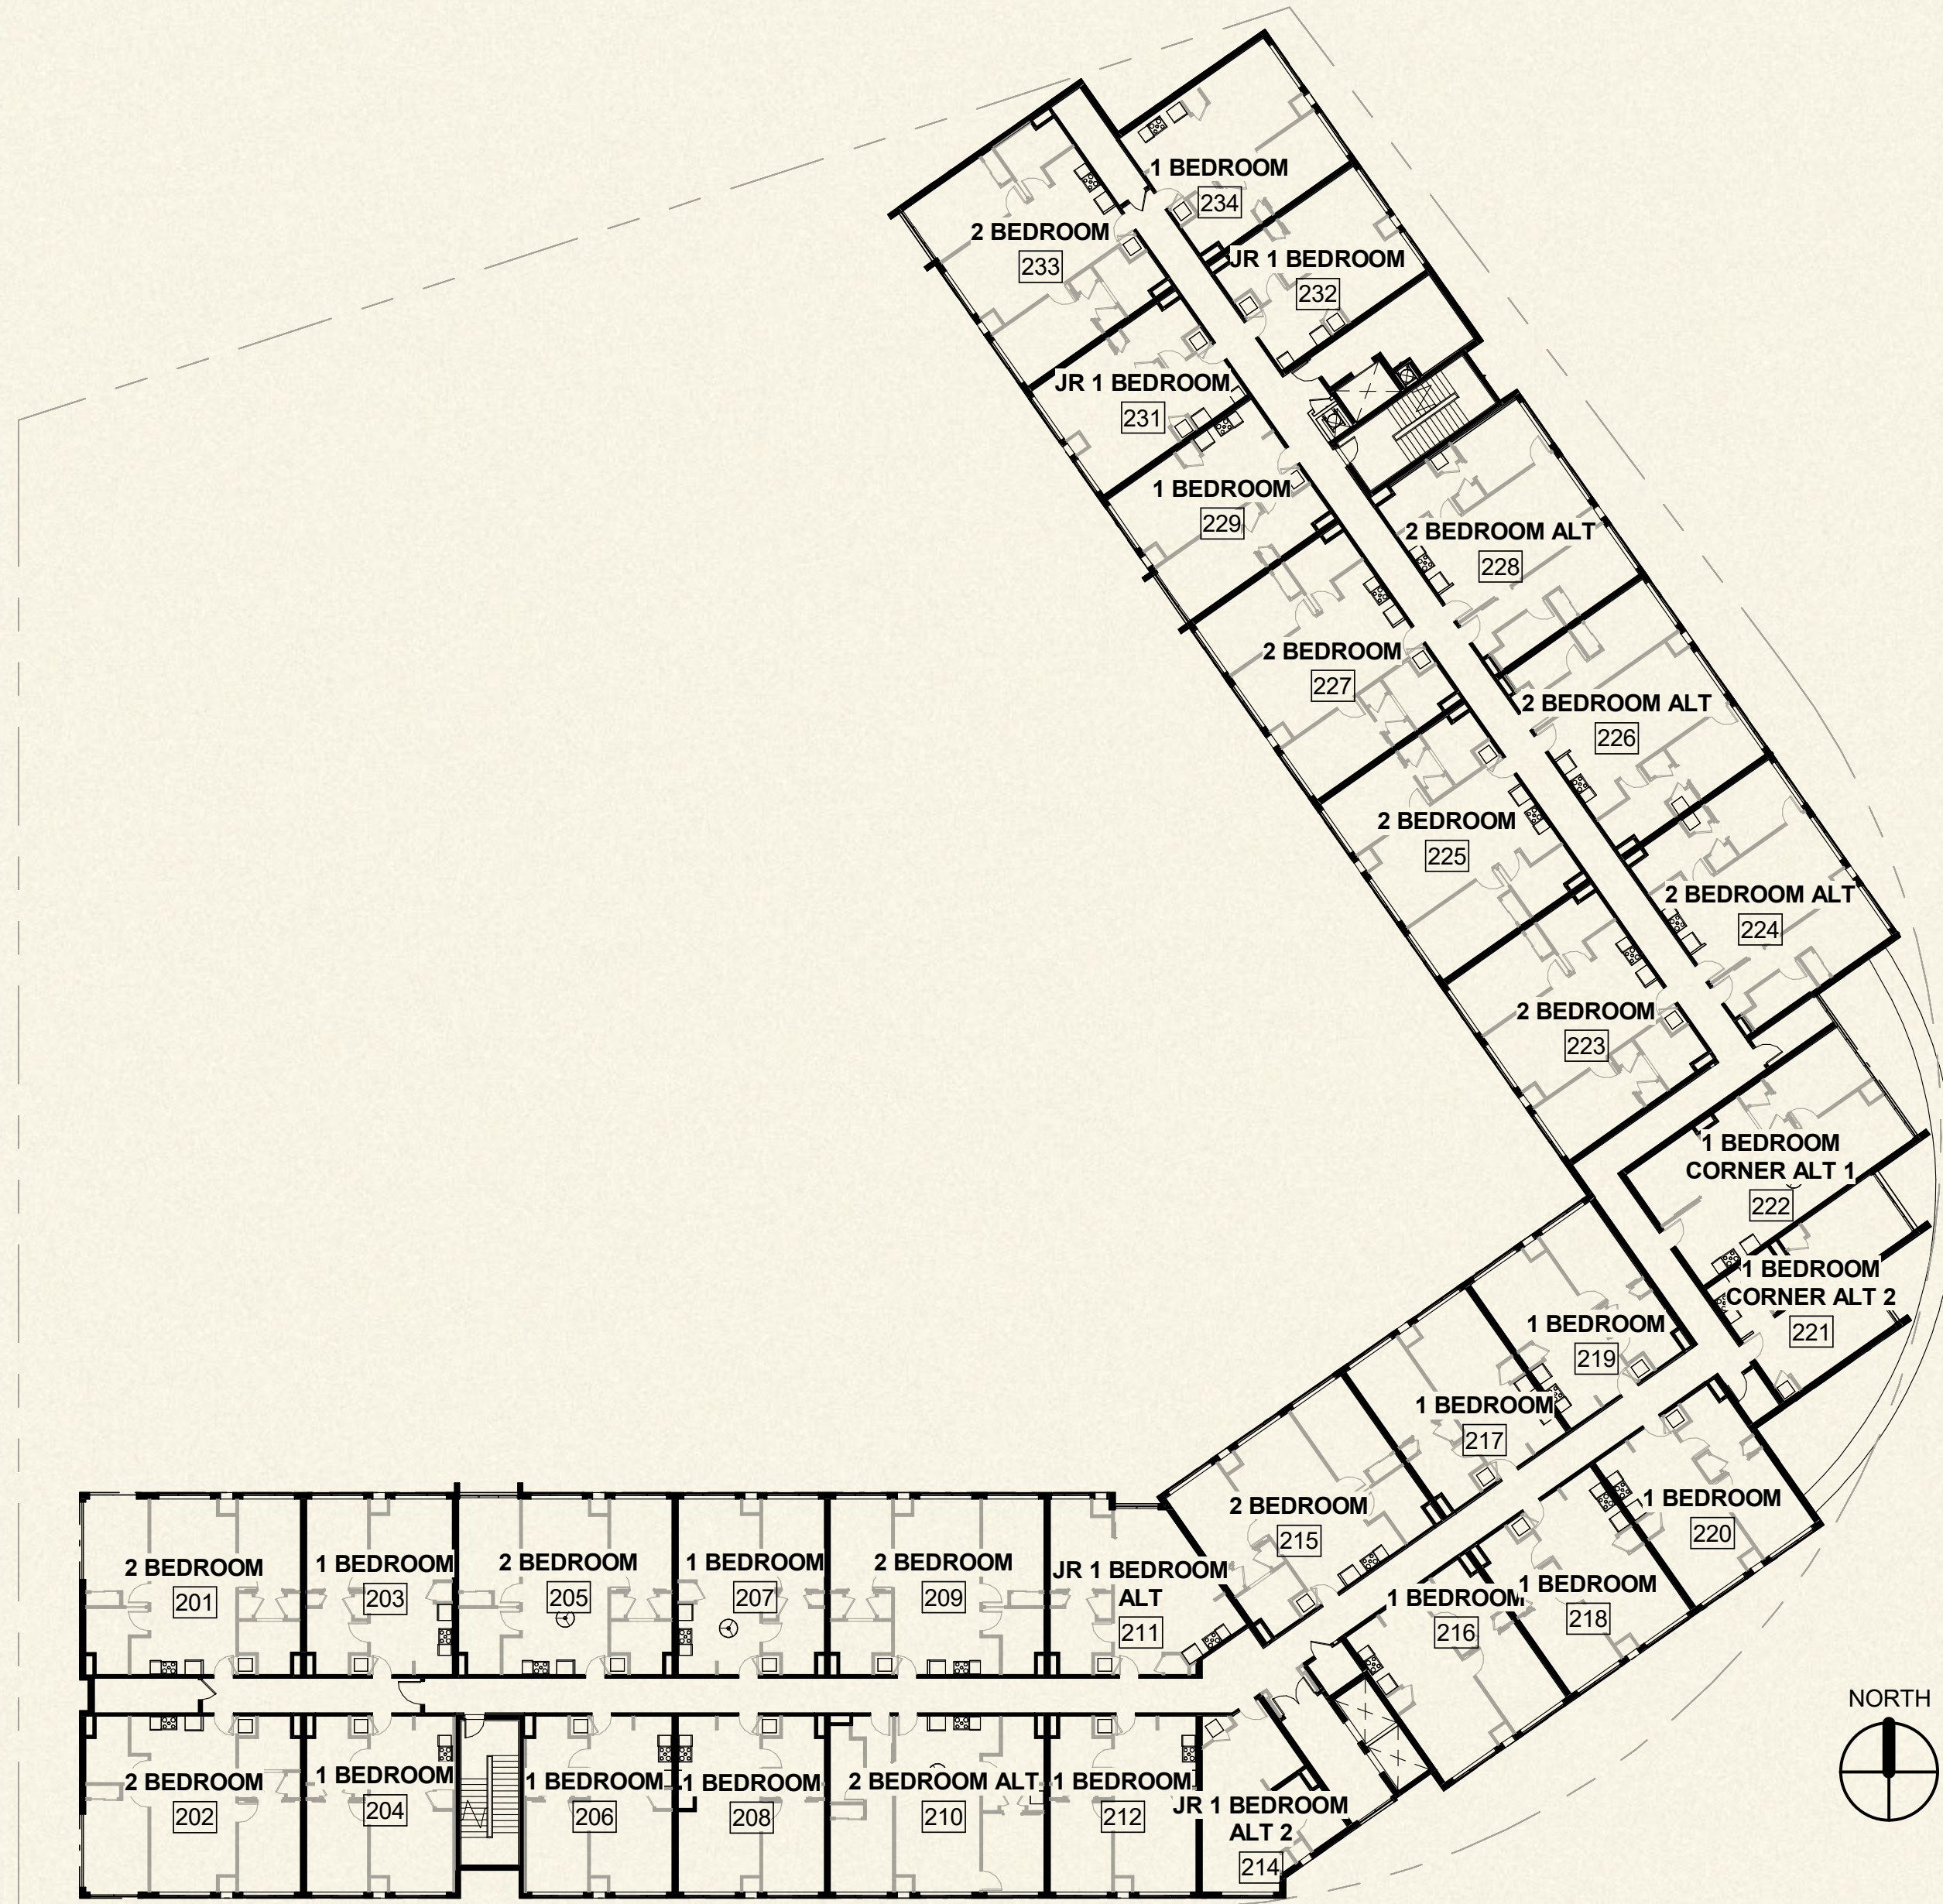 1 BEDROOM
234
2 BEDROOM
233
JR 1 BEDROOM
232
JR 1 BEDROOM
231
1 BEDROOM
229
2 BEDROOM ALT
228
2 BEDROOM
227
2 BEDROOM ALT
226
2 BEDROOM
225
2 BEDROOM ALT
224
2 BEDROOM
223
1 BEDROOM
CORNER ALT 1
222
1 BEDROOM
CORNER ALT 2
221
1 BEDROOM
219
1 BEDROOM
217
2 BEDROOM
215
1 BEDROOM
220
1 BEDROOM
218
1 BEDROOM
216
2 BEDROOM
201
1 BEDROOM
203
2 BEDROOM
205
1 BEDROOM
207
2 BEDROOM
209
JR 1 BEDROOM
ALT
211
2 BEDROOM
202
1 BEDROOM
204
1 BEDROOM
206
1 BEDROOM
208
2 BEDROOM ALT
210
1 BEDROOM
212
JR 1 BEDROOM
ALT 2
214
NORTH